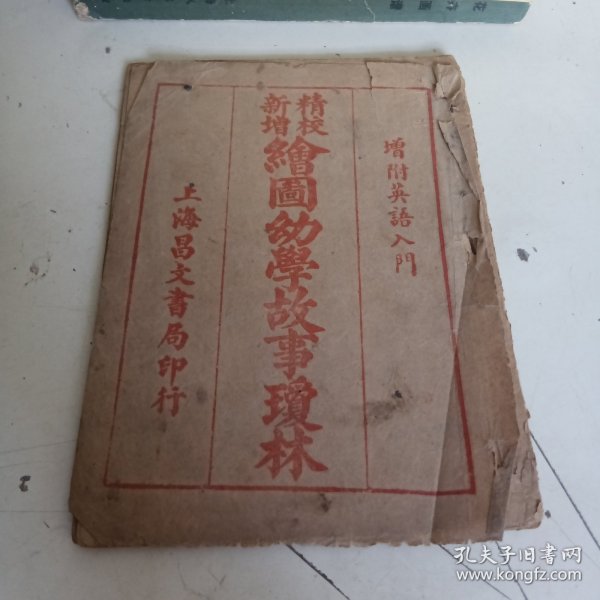 增附英語入門
精校
新增
繪圖幼學故事瓊林
上海昌文書局印行
孔夫子旧书网
www.kongfz.com